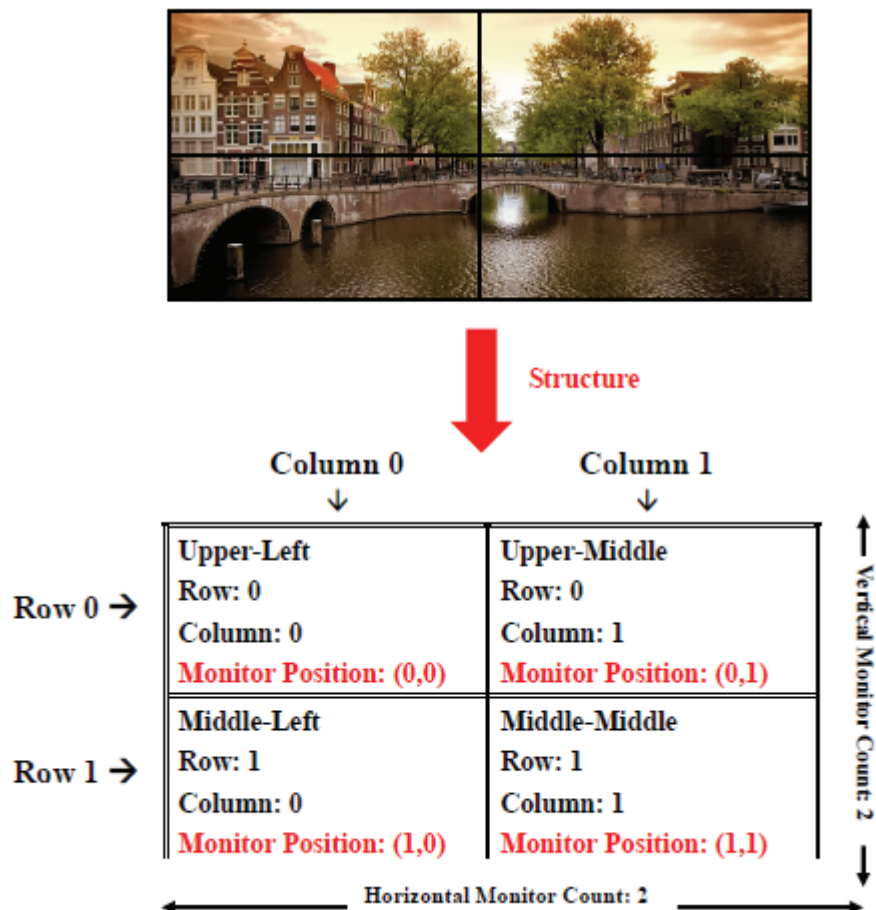 Structure
Column 0
Column 1
↓
↓
Row 0 →
Upper-Left
Row: 0
Column: 0
Monitor Position: (0,0)
Upper-Middle
Row: 0
Column: 1
Monitor Position: (0,1)
Row 1 →
Middle-Left
Row: 1
Column: 0
Monitor Position: (1,0)
Middle-Middle
Row: 1
Column: 1
Monitor Position: (1,1)
Vertical Monitor Count: 2
Horizontal Monitor Count: 2